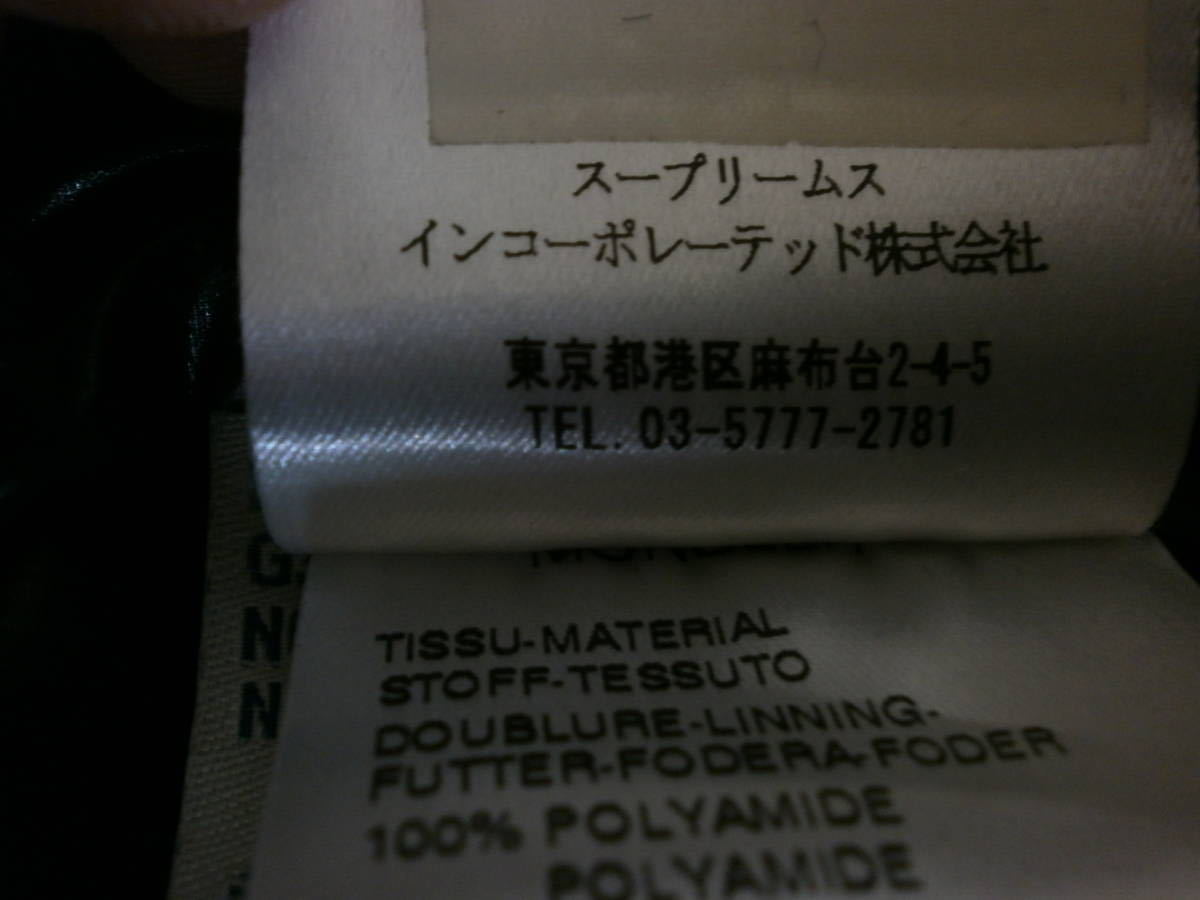 スープリームス
インコーポレーテッド株式会社
東京都港区麻布台2-4-5
TEL. 03-5777-2781
TISSU-MATERIAL
STOFF-TESSUTO
DOUBLURE-LINNING-
FUTTER-FODERA-FODER
100% POLYAMIDE
POLYAMIDE